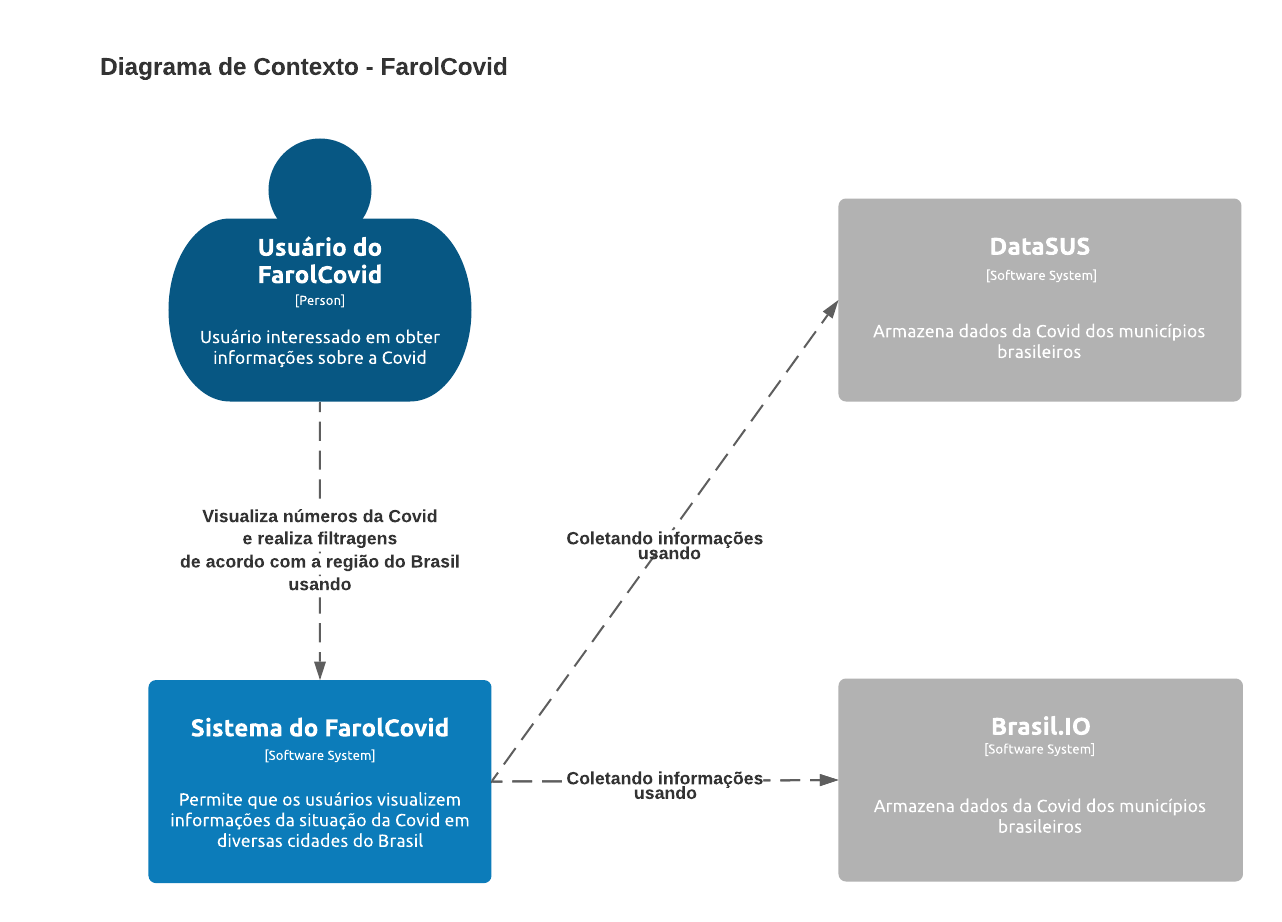 Diagrama de Contexto - FarolCovid
Usuário do
FarolCovid
[Person]
Usuário interessado em obter
informações sobre a Covid
Visualiza números da Covid
e realiza filtragens
de acordo com a região do Brasil
usando
Sistema do FarolCovid
[Software System]
Permite que os usuários visualizem
informações da situação da Covid em
diversas cidades do Brasil
Coletando informações
usando
DataSUS
[Software System]
Armazena dados da Covid dos municípios
brasileiros
Coletando informações
usando
Brasil.IO
[Software System]
Armazena dados da Covid dos municípios
brasileiros